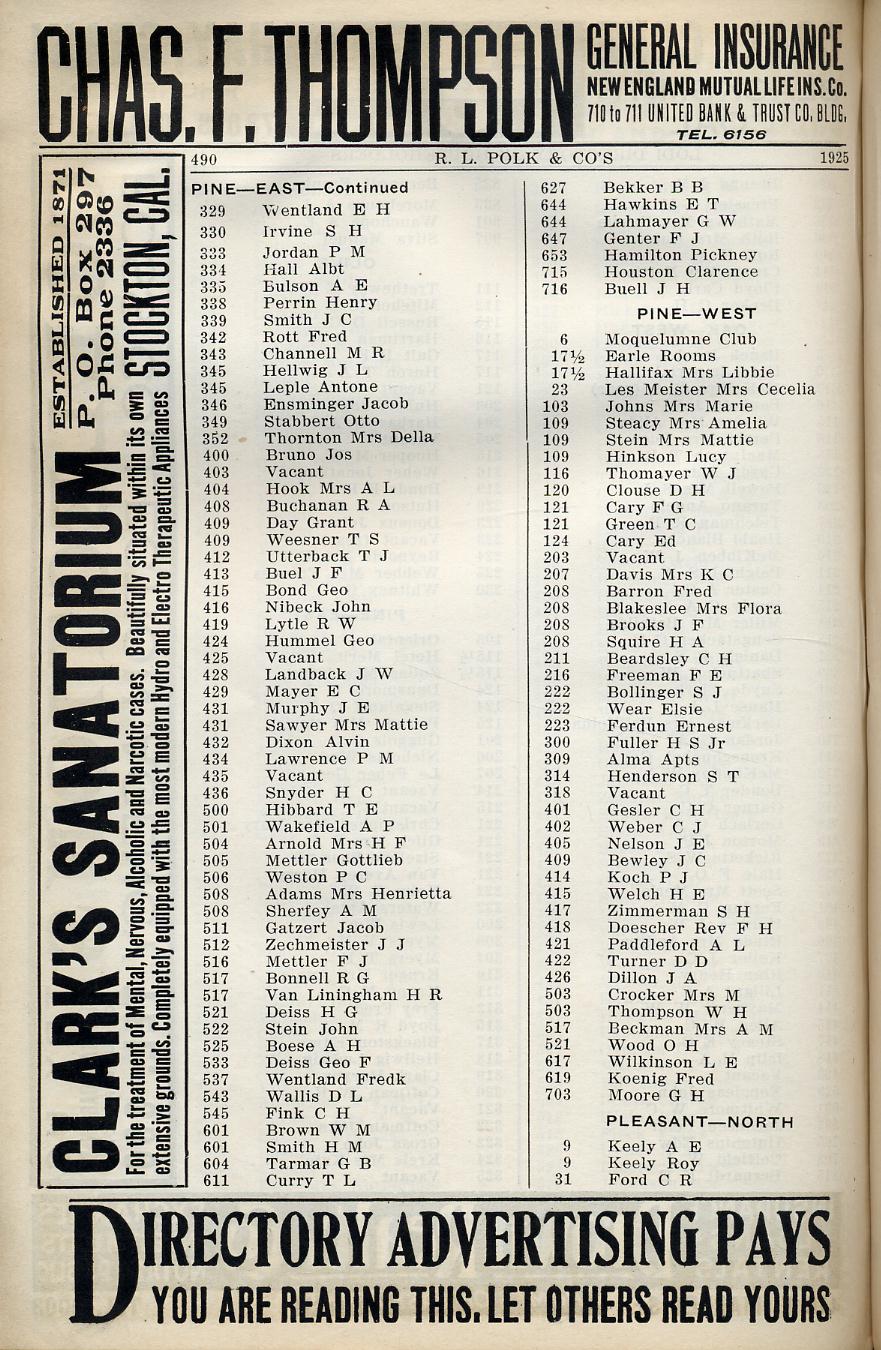 CHAS. F. THOMPSON
GENERAL INSURANCE
NEW ENGLAND MUTUAL LIFE INS. Co.
710 to 711 UNITED BANK & TRUST CO, BLDG,
TEL. 6156
CLARK'S SANATORIUM
ESTABLISHED 1871
P. O. Box 297
Phone 2336
For the treatment of Mental, Nervous, Alcoholic and Narcotic cases. Beautifully situated within its own
extensive grounds. Completely equipped with the most modern Hydro and Electro Therapeutic Appliances
STOCKTON, CAL.
490 R. L. POLK & CO'S 1925
PINE—EAST—Continued
329 Wentland E H
330 Irvine S H
333 Jordan P M
334 Hall Albt
335 Bulson A E
338 Perrin Henry
339 Smith J C
342 Rott Fred
343 Channell M R
345 Hellwig J L
345 Leple Antone
346 Ensminger Jacob
349 Stabbert Otto
352 Thornton Mrs Della
400 Bruno Jos
403 Vacant
404 Hook Mrs A L
408 Buchanan R A
409 Day Grant
409 Weesner T S
412 Utterback T J
413 Buel J F
415 Bond Geo
416 Nibeck John
419 Lytle R W
424 Hummel Geo
425 Vacant
428 Landback J W
429 Mayer E C
431 Murphy J E
431 Sawyer Mrs Mattie
432 Dixon Alvin
434 Lawrence P M
435 Vacant
436 Snyder H C
500 Hibbard T E
501 Wakefield A P
504 Arnold Mrs H F
505 Mettler Gottlieb
506 Weston P C
508 Adams Mrs Henrietta
508 Sherfey A M
511 Gatzert Jacob
512 Zechmeister J J
516 Mettler F J
517 Bonnell R G
517 Van Liningham H R
521 Deiss H G
522 Stein John
525 Boese A H
533 Deiss Geo F
537 Wentland Fredk
543 Wallis D L
545 Fink C H
601 Brown W M
601 Smith H M
604 Tarmar G B
611 Curry T L
627 Bekker B B
644 Hawkins E T
644 Lahmayer G W
647 Genter F J
653 Hamilton Pickney
715 Houston Clarence
716 Buell J H
PINE—WEST
6 Moquelumne Club
17½ Earle Rooms
17½ Hallifax Mrs Libbie
23 Les Meister Mrs Cecelia
103 Johns Mrs Marie
109 Steacy Mrs Amelia
109 Stein Mrs Mattie
109 Hinkson Lucy
116 Thomayer W J
120 Clouse D H
121 Cary F G
121 Green T C
124 Cary Ed
203 Vacant
207 Davis Mrs K C
208 Barron Fred
208 Blakeslee Mrs Flora
208 Brooks J F
208 Squire H A
211 Beardsley C H
216 Freeman F E
222 Bollinger S J
222 Wear Elsie
223 Ferdun Ernest
300 Fuller H S Jr
309 Alma Apts
314 Henderson S T
318 Vacant
401 Gesler C H
402 Weber C J
405 Nelson J E
409 Bewley J C
414 Koch P J
415 Welch H E
417 Zimmerman S H
418 Doescher Rev F H
421 Paddleford A L
422 Turner D D
426 Dillon J A
503 Crocker Mrs M
503 Thompson W H
517 Beckman Mrs A M
521 Wood O H
617 Wilkinson L E
619 Koenig Fred
703 Moore G H
PLEASANT—NORTH
9 Keely A E
9 Keely Roy
31 Ford C R
DIRECTORY ADVERTISING PAYS
YOU ARE READING THIS. LET OTHERS READ YOURS